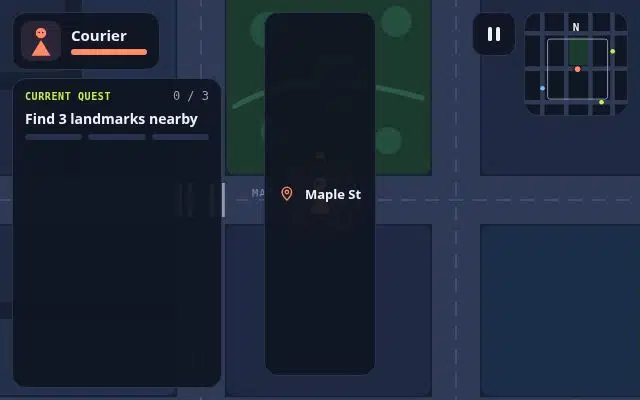 Courier
N
CURRENT QUEST 0 / 3
Find 3 landmarks nearby
Maple St